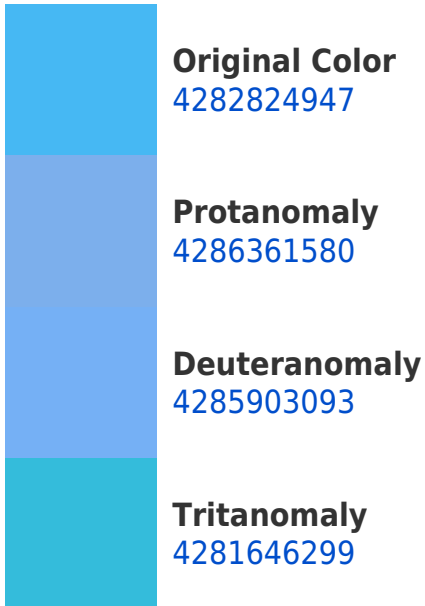 Original Color
4282824947
Protanomaly
4286361580
Deuteranomaly
4285903093
Tritanomaly
4281646299